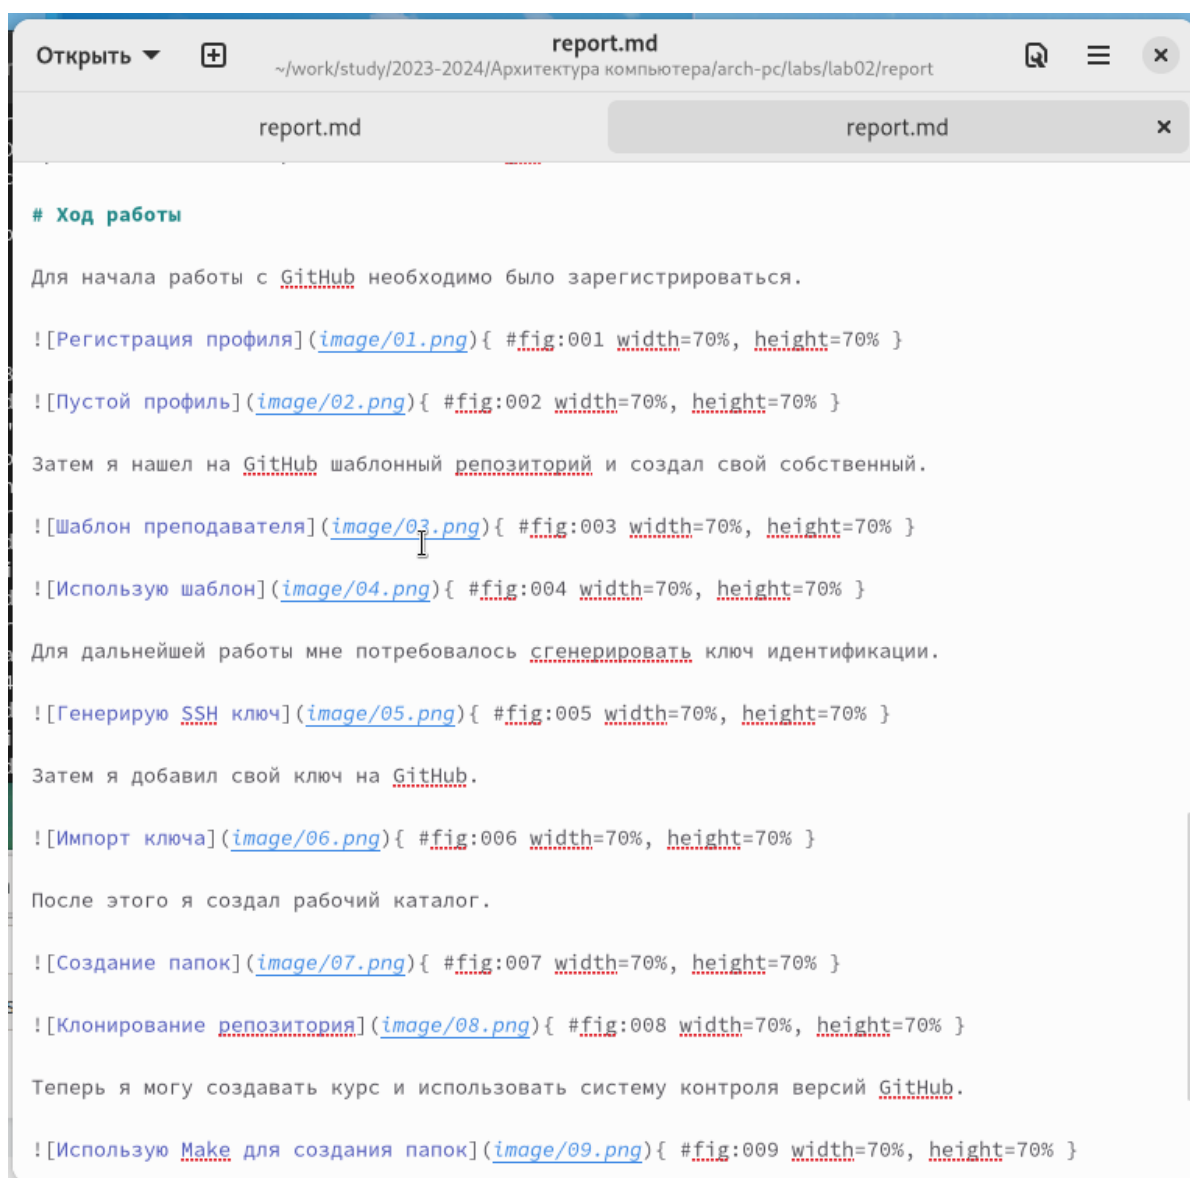 Открыть
report.md
~/work/study/2023-2024/Архитектура компьютера/arch-pc/labs/lab02/report
report.md
report.md
# Ход работы
Для начала работы с GitHub необходимо было зарегистрироваться.
![Регистрация профиля](image/01.png){ #fig:001 width=70%, height=70% }
![Пустой профиль](image/02.png){ #fig:002 width=70%, height=70% }
Затем я нашел на GitHub шаблонный репозиторий и создал свой собственный.
![Шаблон преподавателя](image/03.png){ #fig:003 width=70%, height=70% }
![Использую шаблон](image/04.png){ #fig:004 width=70%, height=70% }
Для дальнейшей работы мне потребовалось сгенерировать ключ идентификации.
![Генерирую SSH ключ](image/05.png){ #fig:005 width=70%, height=70% }
Затем я добавил свой ключ на GitHub.
![Импорт ключа](image/06.png){ #fig:006 width=70%, height=70% }
После этого я создал рабочий каталог.
![Создание папок](image/07.png){ #fig:007 width=70%, height=70% }
![Клонирование репозитория](image/08.png){ #fig:008 width=70%, height=70% }
Теперь я могу создавать курс и использовать систему контроля версий GitHub.
![Использую Make для создания папок](image/09.png){ #fig:009 width=70%, height=70% }